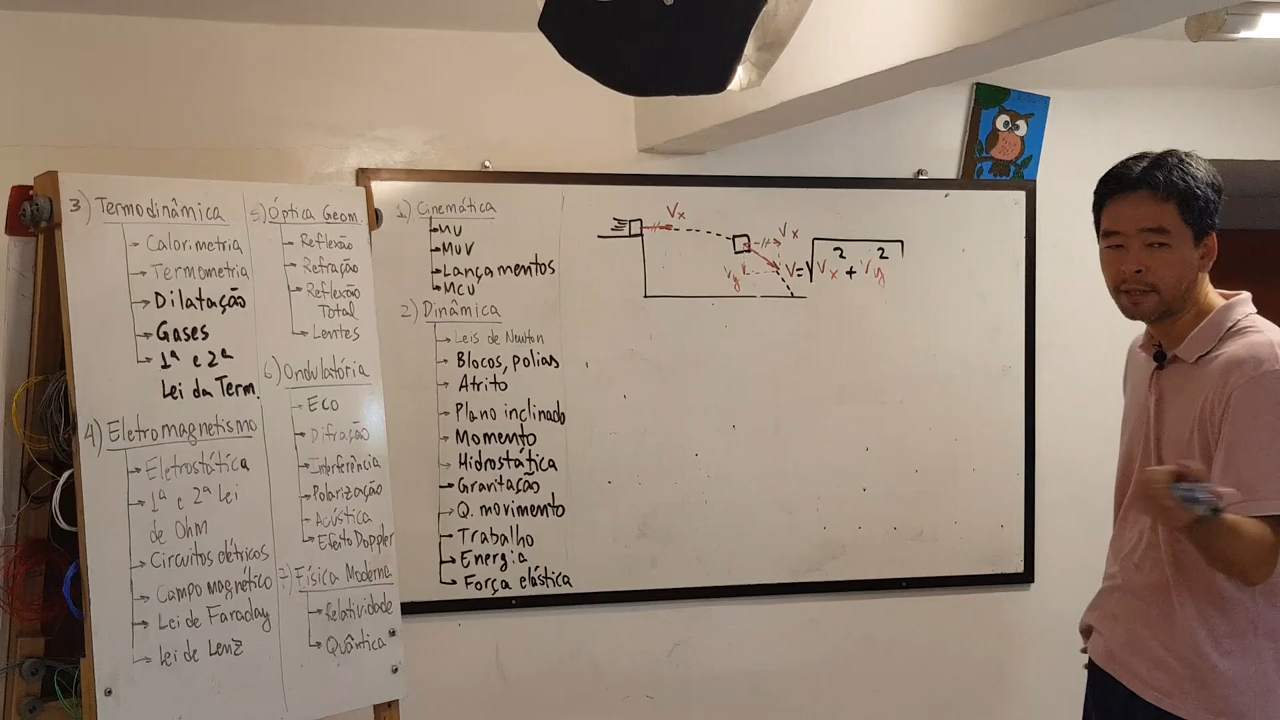 3) Termodinâmica
Calorimetria
Termometria
Dilatação
Gases
1ª e 2ª
Lei da Term.
4) Eletromagnetismo
Eletrostática
1ª e 2ª Lei
de Ohm
Circuitos elétricos
Campo magnético
Lei de Faraday
Lei de Lenz
5) Óptica Geom.
Reflexão
Refração
Reflexão
Total
Lentes
6) Ondulatória
Eco
Difração
Interferência
Polarização
Acústica
Efeito Doppler
7) Física Moderna
Relatividade
Quântica
1) Cinemática
MU
MUV
Lançamentos
MCU
2) Dinâmica
Leis de Newton
Blocos, polias
Atrito
Plano inclinado
Momento
Hidrostática
Gravitação
Q. movimento
Trabalho
Energia
Força elástica
Vx
Vx
Vy
V=√Vx²+Vy²